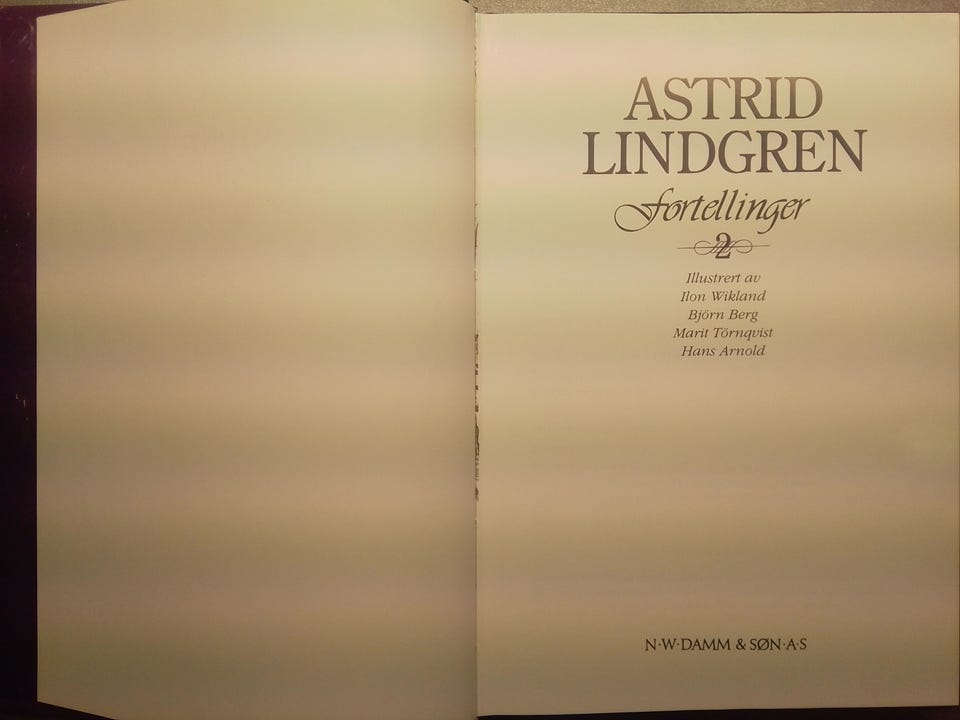 ASTRID
LINDGREN
Fortellinger
2
Illustrert av
Ilon Wikland
Björn Berg
Marit Törnqvist
Hans Arnold
N·W·DAMM & SØN·A·S